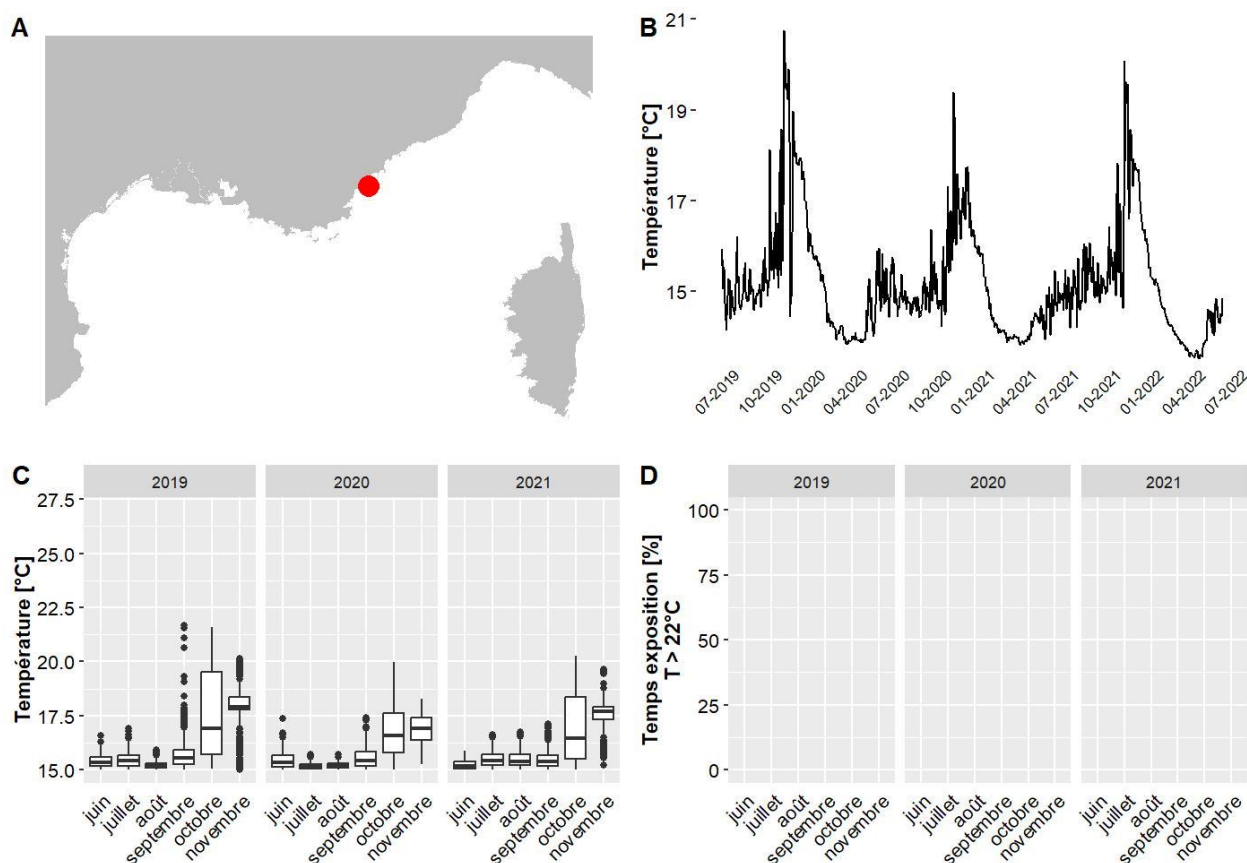 A
B
Température [°C]
21
19
17
15
07-2019
10-2019
01-2020
04-2020
07-2020
10-2020
01-2021
04-2021
07-2021
10-2021
01-2022
04-2022
07-2022
C
Température [°C]
2019
2020
2021
27.5
25.0
22.5
20.0
17.5
15.0
juin
juillet
août
septembre
octobre
novembre
juin
juillet
août
septembre
octobre
novembre
juin
juillet
août
septembre
octobre
novembre
D
Temps exposition [%]
T > 22°C
2019
2020
2021
100
75
50
25
0
juin
juillet
août
septembre
octobre
novembre
juin
juillet
août
septembre
octobre
novembre
juin
juillet
août
septembre
octobre
novembre